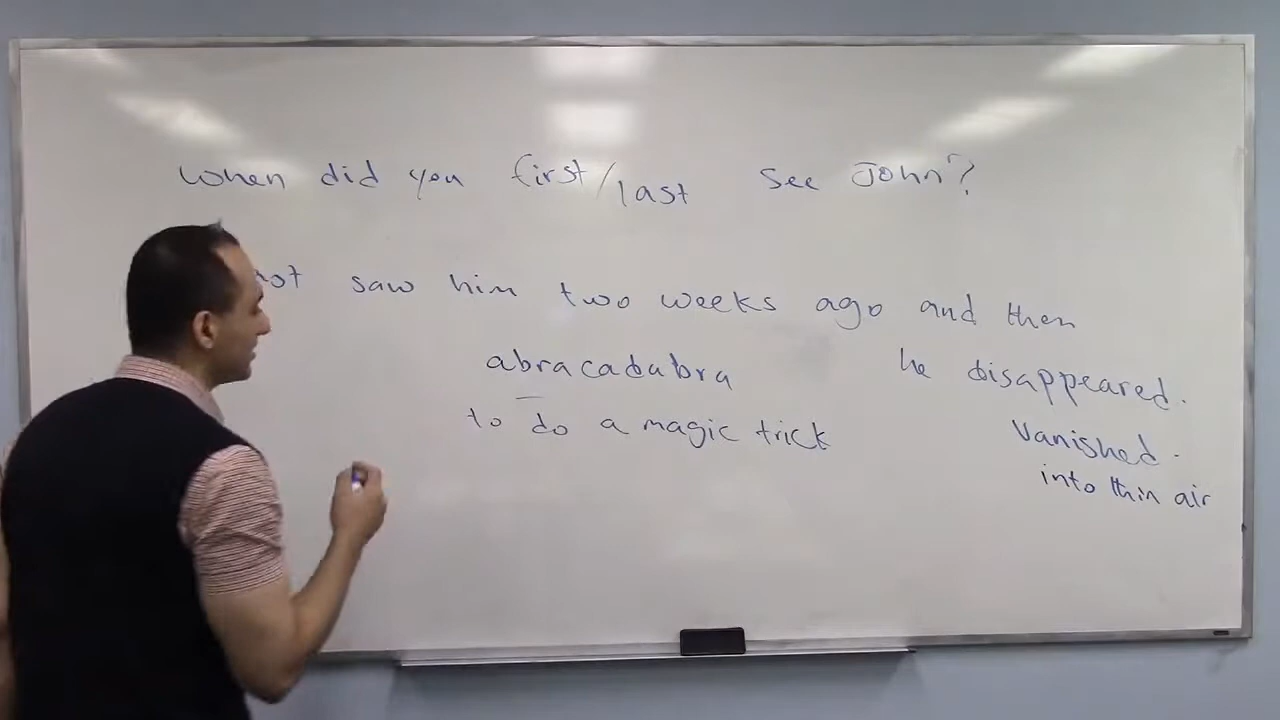 When did you first/last see John?
saw him two weeks ago and then
he disappeared.
abracadabra
to do a magic trick
Vanished.
into thin air